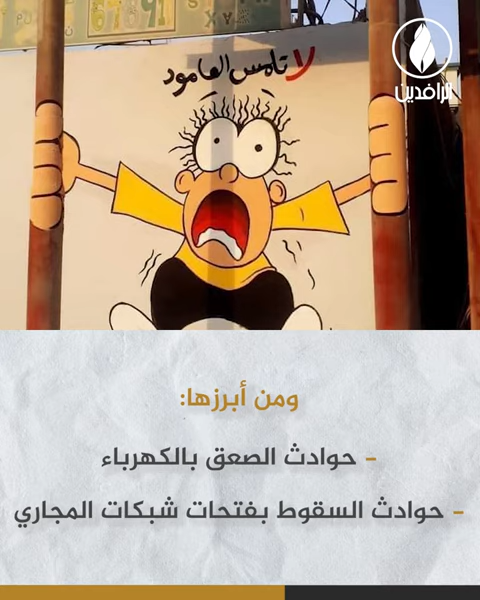 الرافدين
لا تلمس العامود
ومن أبرزها:
- حوادث الصعق بالكهرباء
- حوادث السقوط بفتحات شبكات المجاري